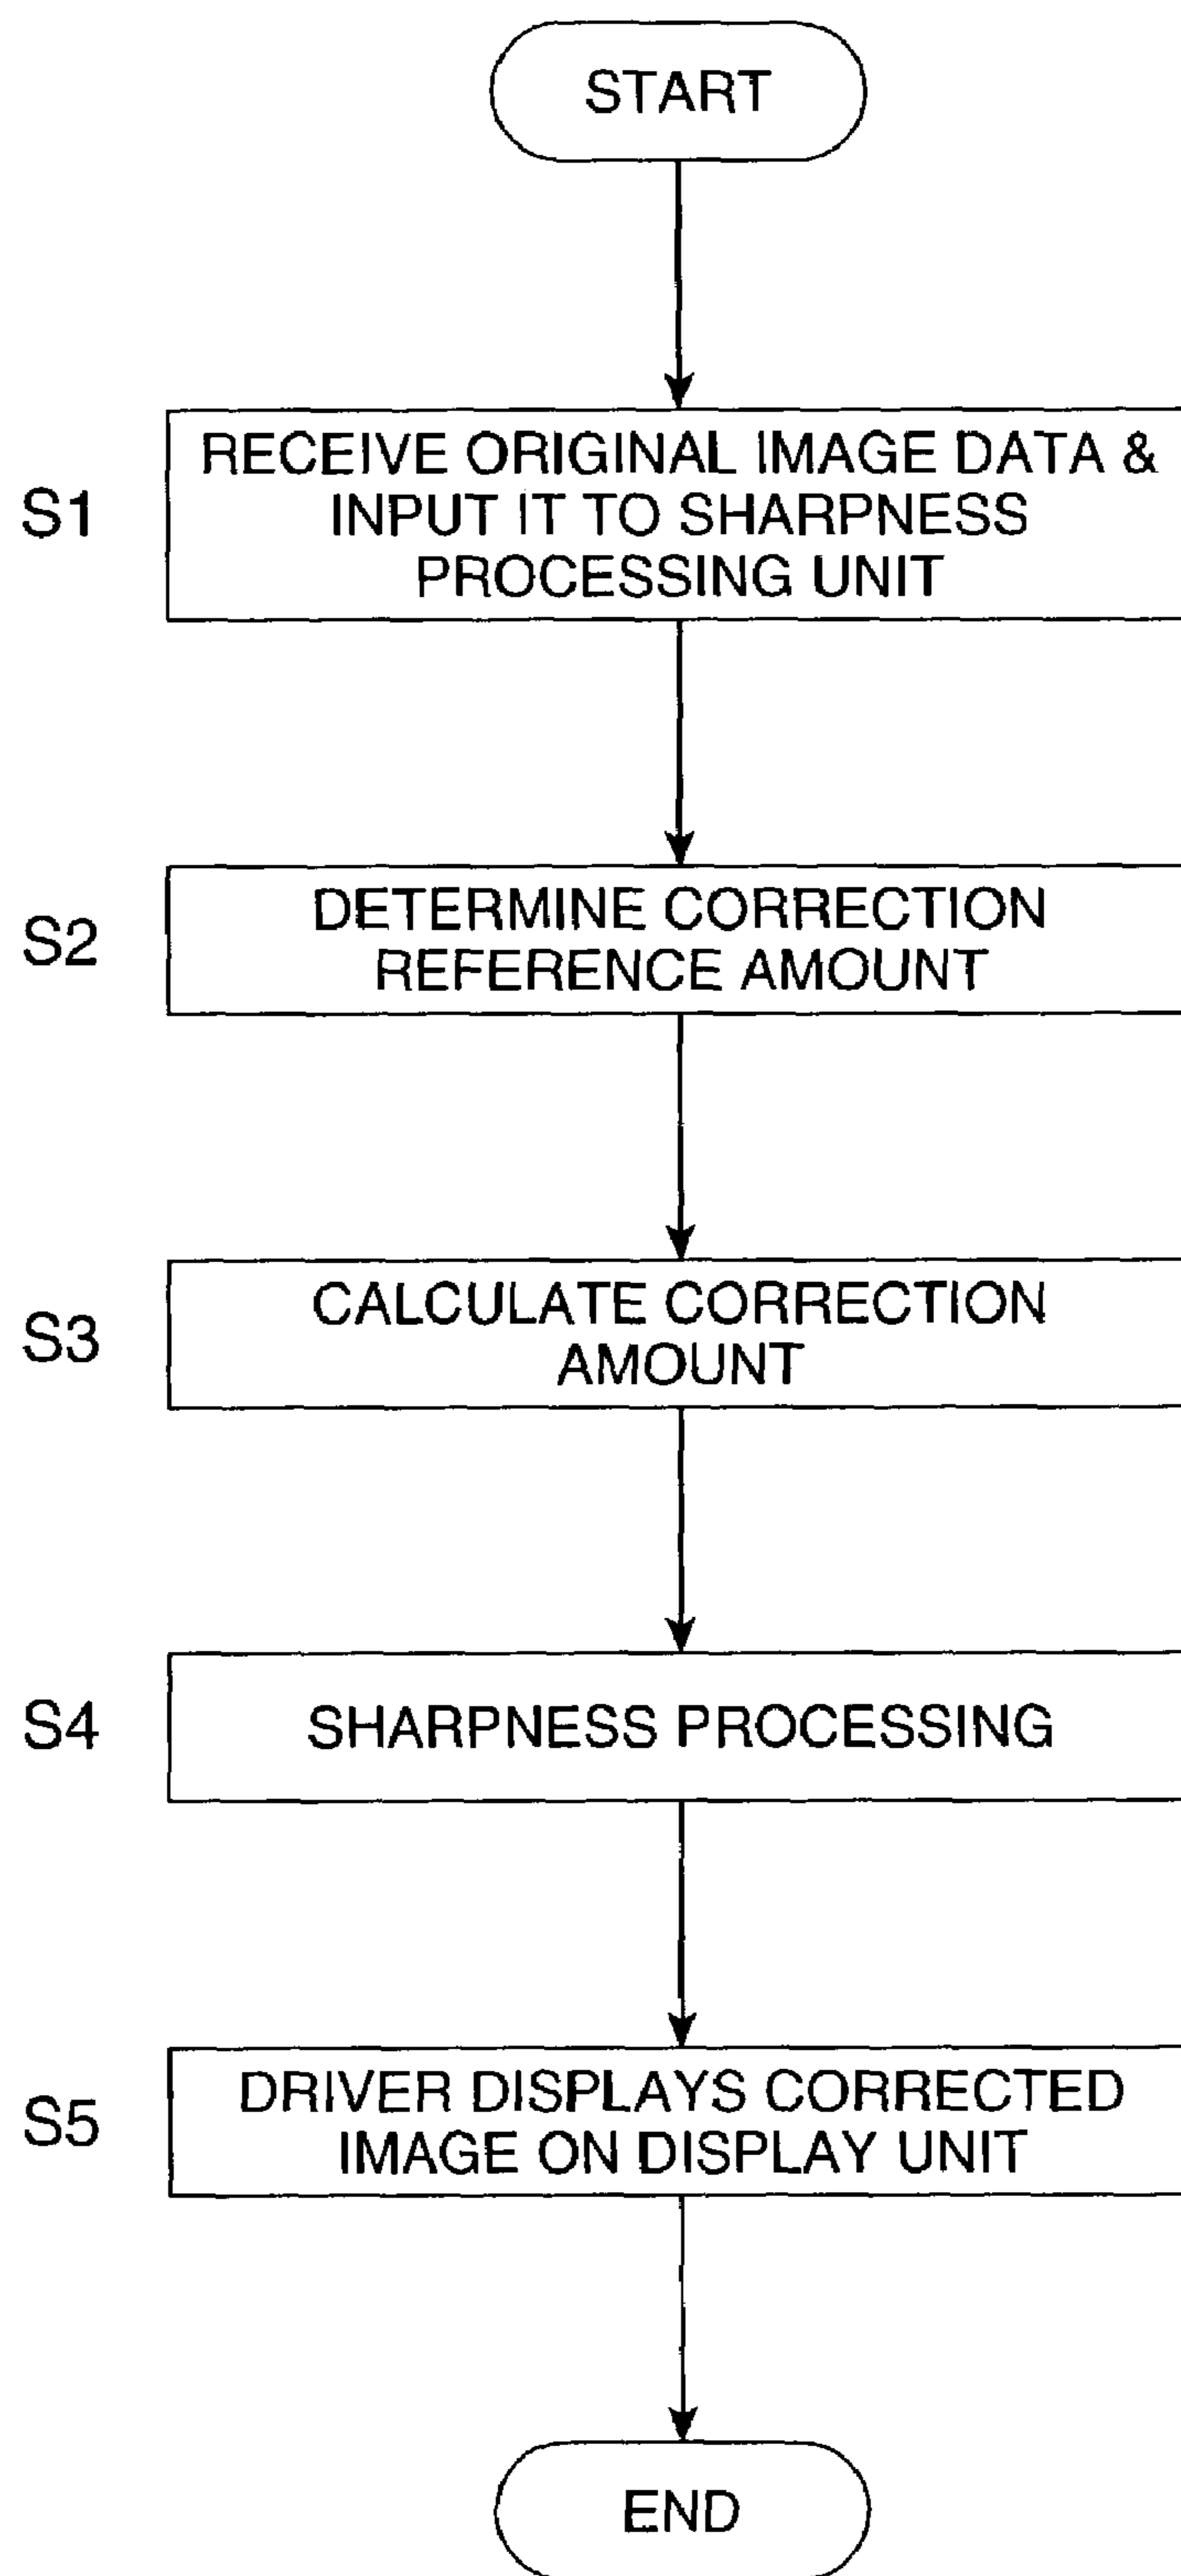 START
S1
RECEIVE ORIGINAL IMAGE DATA &
INPUT IT TO SHARPNESS
PROCESSING UNIT
S2
DETERMINE CORRECTION
REFERENCE AMOUNT
S3
CALCULATE CORRECTION
AMOUNT
S4
SHARPNESS PROCESSING
S5
DRIVER DISPLAYS CORRECTED
IMAGE ON DISPLAY UNIT
END